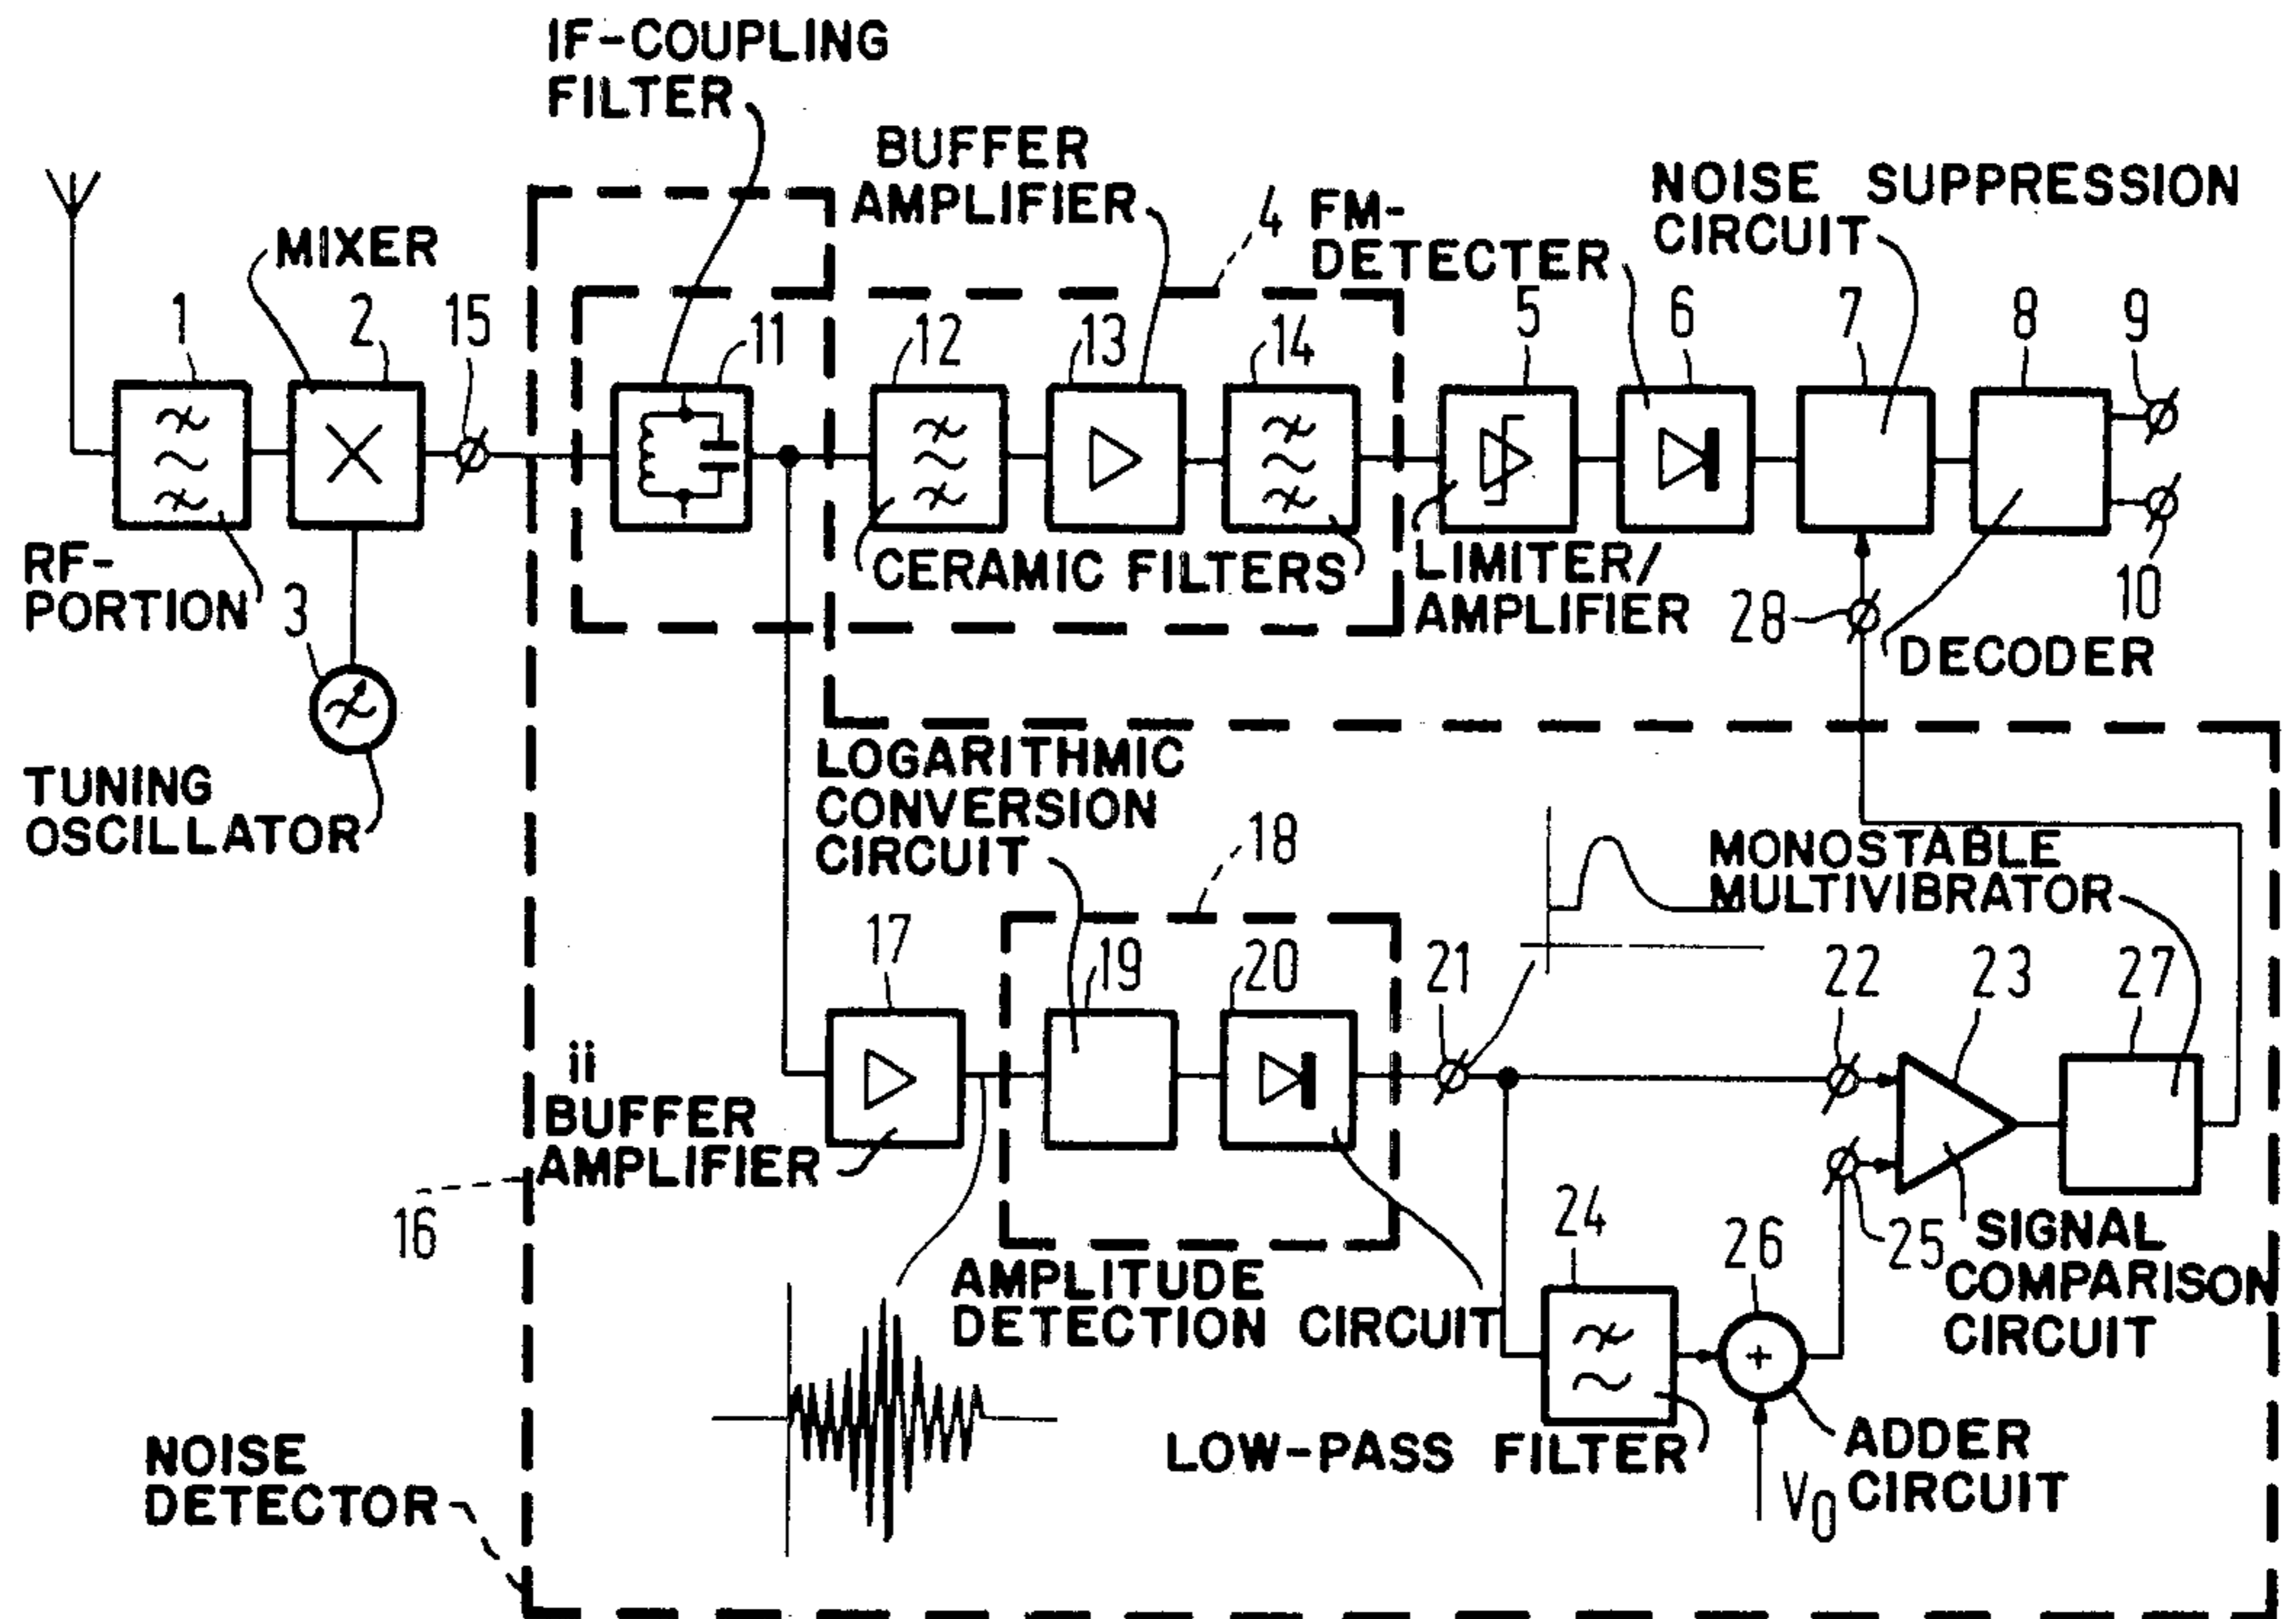 IF-COUPLING
FILTER
BUFFER
AMPLIFIER
4
FM-
DETECTER
NOISE SUPPRESSION
CIRCUIT
MIXER
1
2
15
11
12
13
14
5
6
7
8
9
10
RF-
PORTION
3
CERAMIC FILTERS
LIMITER/
AMPLIFIER
28
DECODER
TUNING
OSCILLATOR
LOGARITHMIC
CONVERSION
CIRCUIT
18
MONOSTABLE
MULTIVIBRATOR
17
19
20
21
22
23
27
ii
BUFFER
AMPLIFIER
16
24
26
25
SIGNAL
COMPARISON
CIRCUIT
AMPLITUDE
DETECTION CIRCUIT
+
LOW-PASS FILTER
ADDER
CIRCUIT
V0
NOISE
DETECTOR